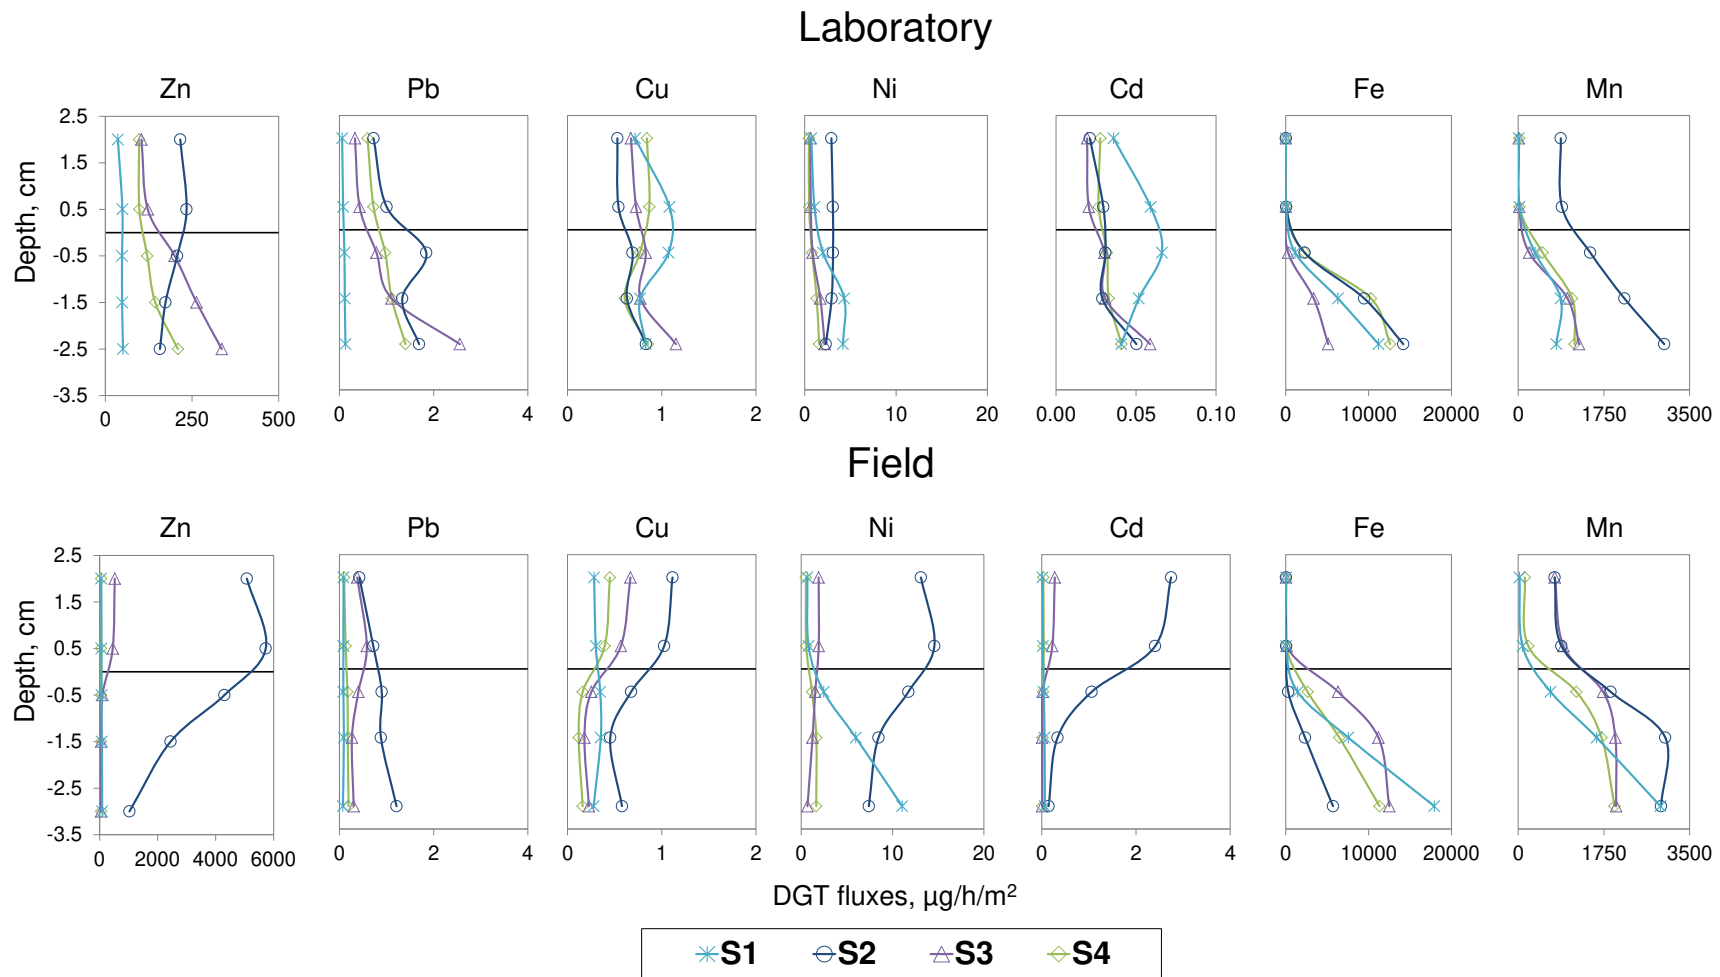 Laboratory
Zn Pb Cu Ni Cd Fe Mn
Depth, cm
2.5
1.5
0.5
-0.5
-1.5
-2.5
-3.5
0 250 500 0 2 4 0 1 2 0 10 20 0.00 0.05 0.10 0 10000 20000 0 1750 3500
Field
Zn Pb Cu Ni Cd Fe Mn
Depth, cm
2.5
1.5
0.5
-0.5
-1.5
-2.5
-3.5
0 2000 4000 6000 0 2 4 0 1 2 0 10 20 0 2 4 0 10000 20000 0 1750 3500
DGT fluxes, µg/h/m²
S1 S2 S3 S4